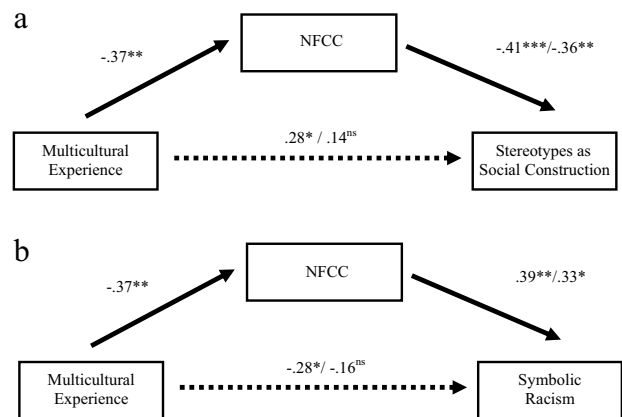 a
NFCC
-.37**
-.41***/-.36**
Multicultural
Experience
.28* / .14ns
Stereotypes as
Social Construction
b
NFCC
-.37**
.39**/.33*
Multicultural
Experience
-.28*/ -.16ns
Symbolic
Racism